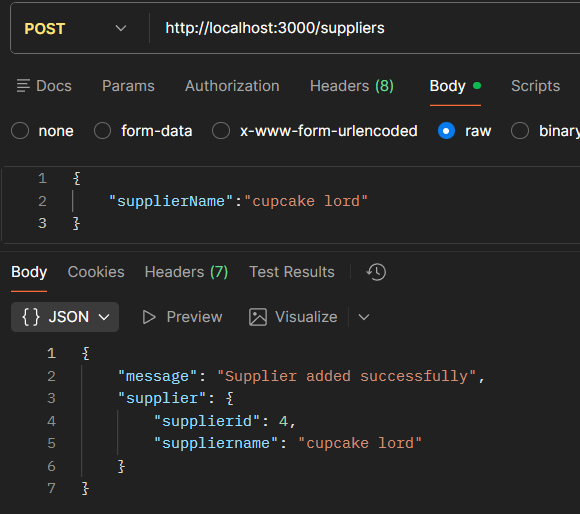 POST http://localhost:3000/suppliers
Docs Params Authorization Headers (8) Body Scripts
none form-data x-www-form-urlencoded raw binary
1 {
2 "supplierName":"cupcake lord"
3 }
Body Cookies Headers (7) Test Results
{} JSON Preview Visualize
1 {
2 "message": "Supplier added successfully",
3 "supplier": {
4 "supplierid": 4,
5 "suppliername": "cupcake lord"
6 }
7 }